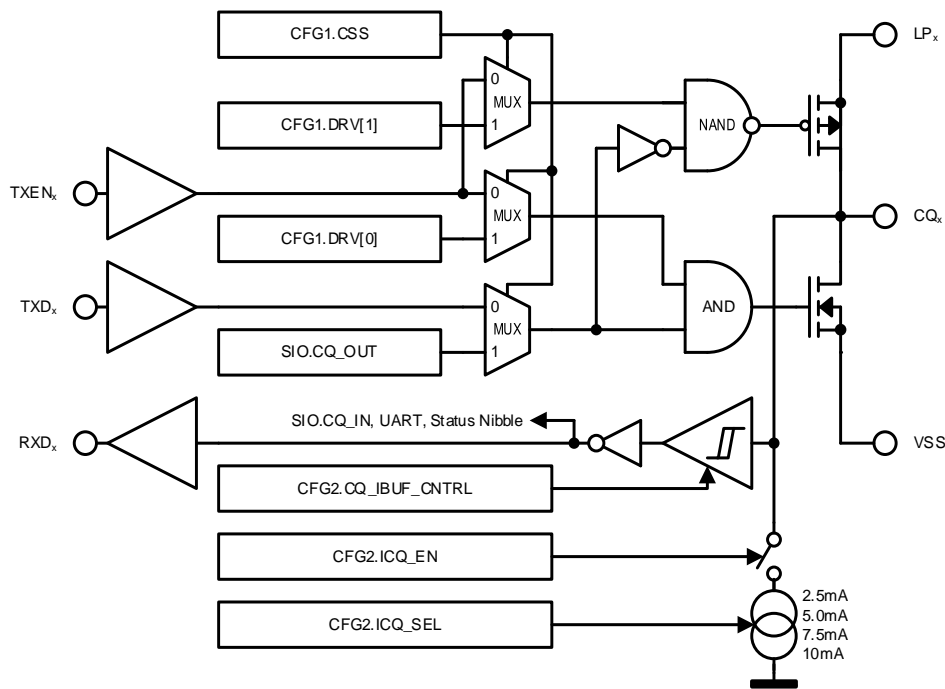 CFG1.CSS
LPx
0
MUX
1
CFG1.DRV[1]
NAND
TXENx
0
MUX
1
CQx
CFG1.DRV[0]
TXDx
0
MUX
1
AND
SIO.CQ_OUT
SIO.CQ_IN, UART, Status Nibble
RXDx
VSS
CFG2.CQ_IBUF_CNTRL
CFG2.ICQ_EN
CFG2.ICQ_SEL
2.5mA
5.0mA
7.5mA
10mA